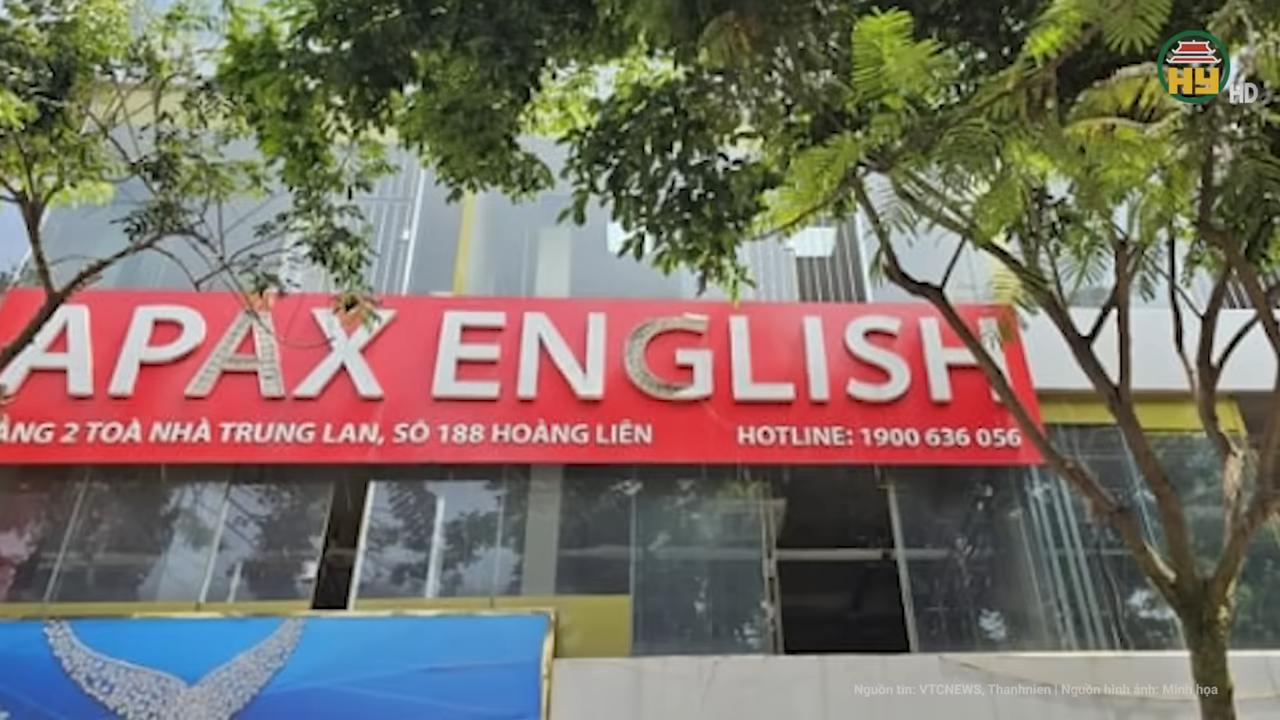 HY HD
APAX ENGLISH
ẦNG 2 TOÀ NHÀ TRUNG LAN, SỐ 188 HOÀNG LIÊN HOTLINE: 1900 636 056
Nguồn tin: VTCNEWS, Thanhnien | Nguồn hình ảnh: Minh họa